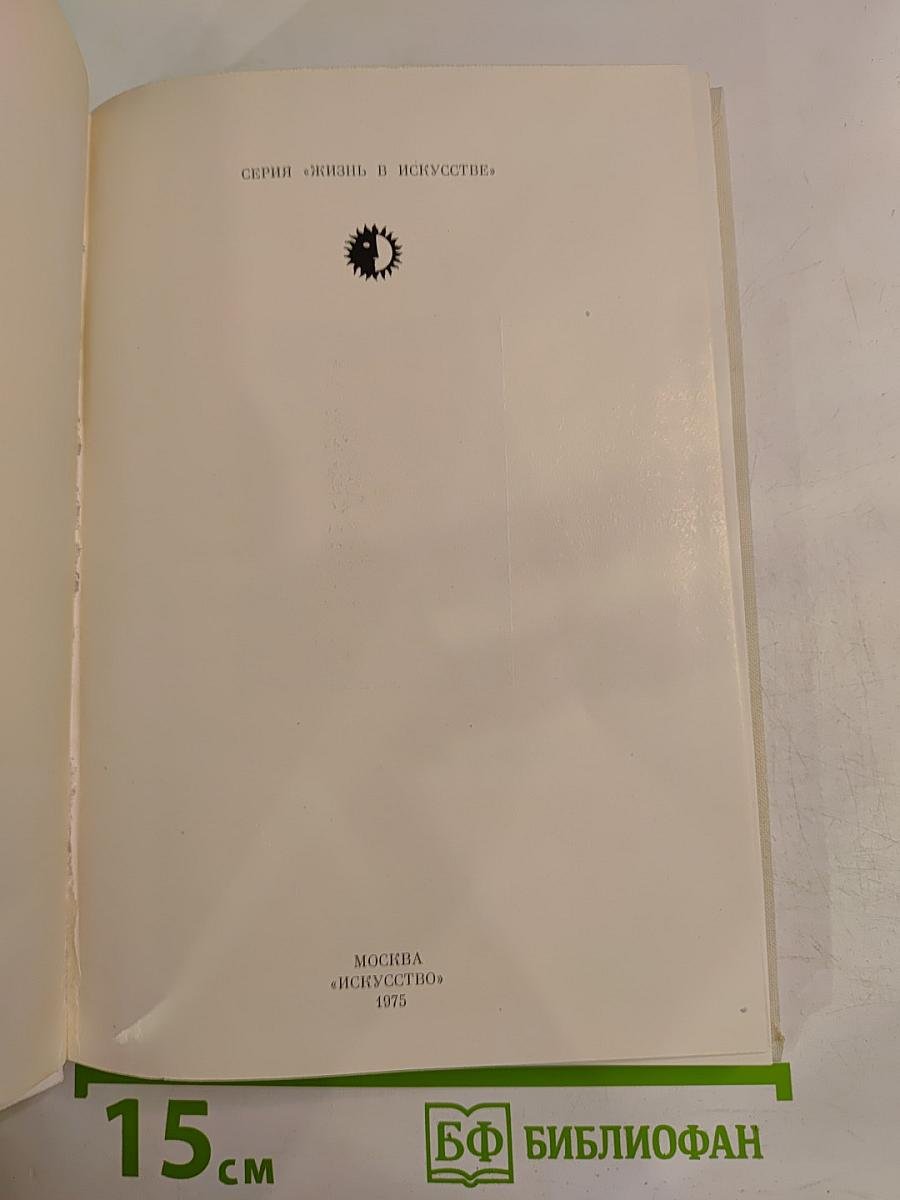 СЕРИЯ «ЖИЗНЬ В ИСКУССТВЕ»
МОСКВА
«ИСКУССТВО»
1975
15 см
БФ БИБЛИОФАН